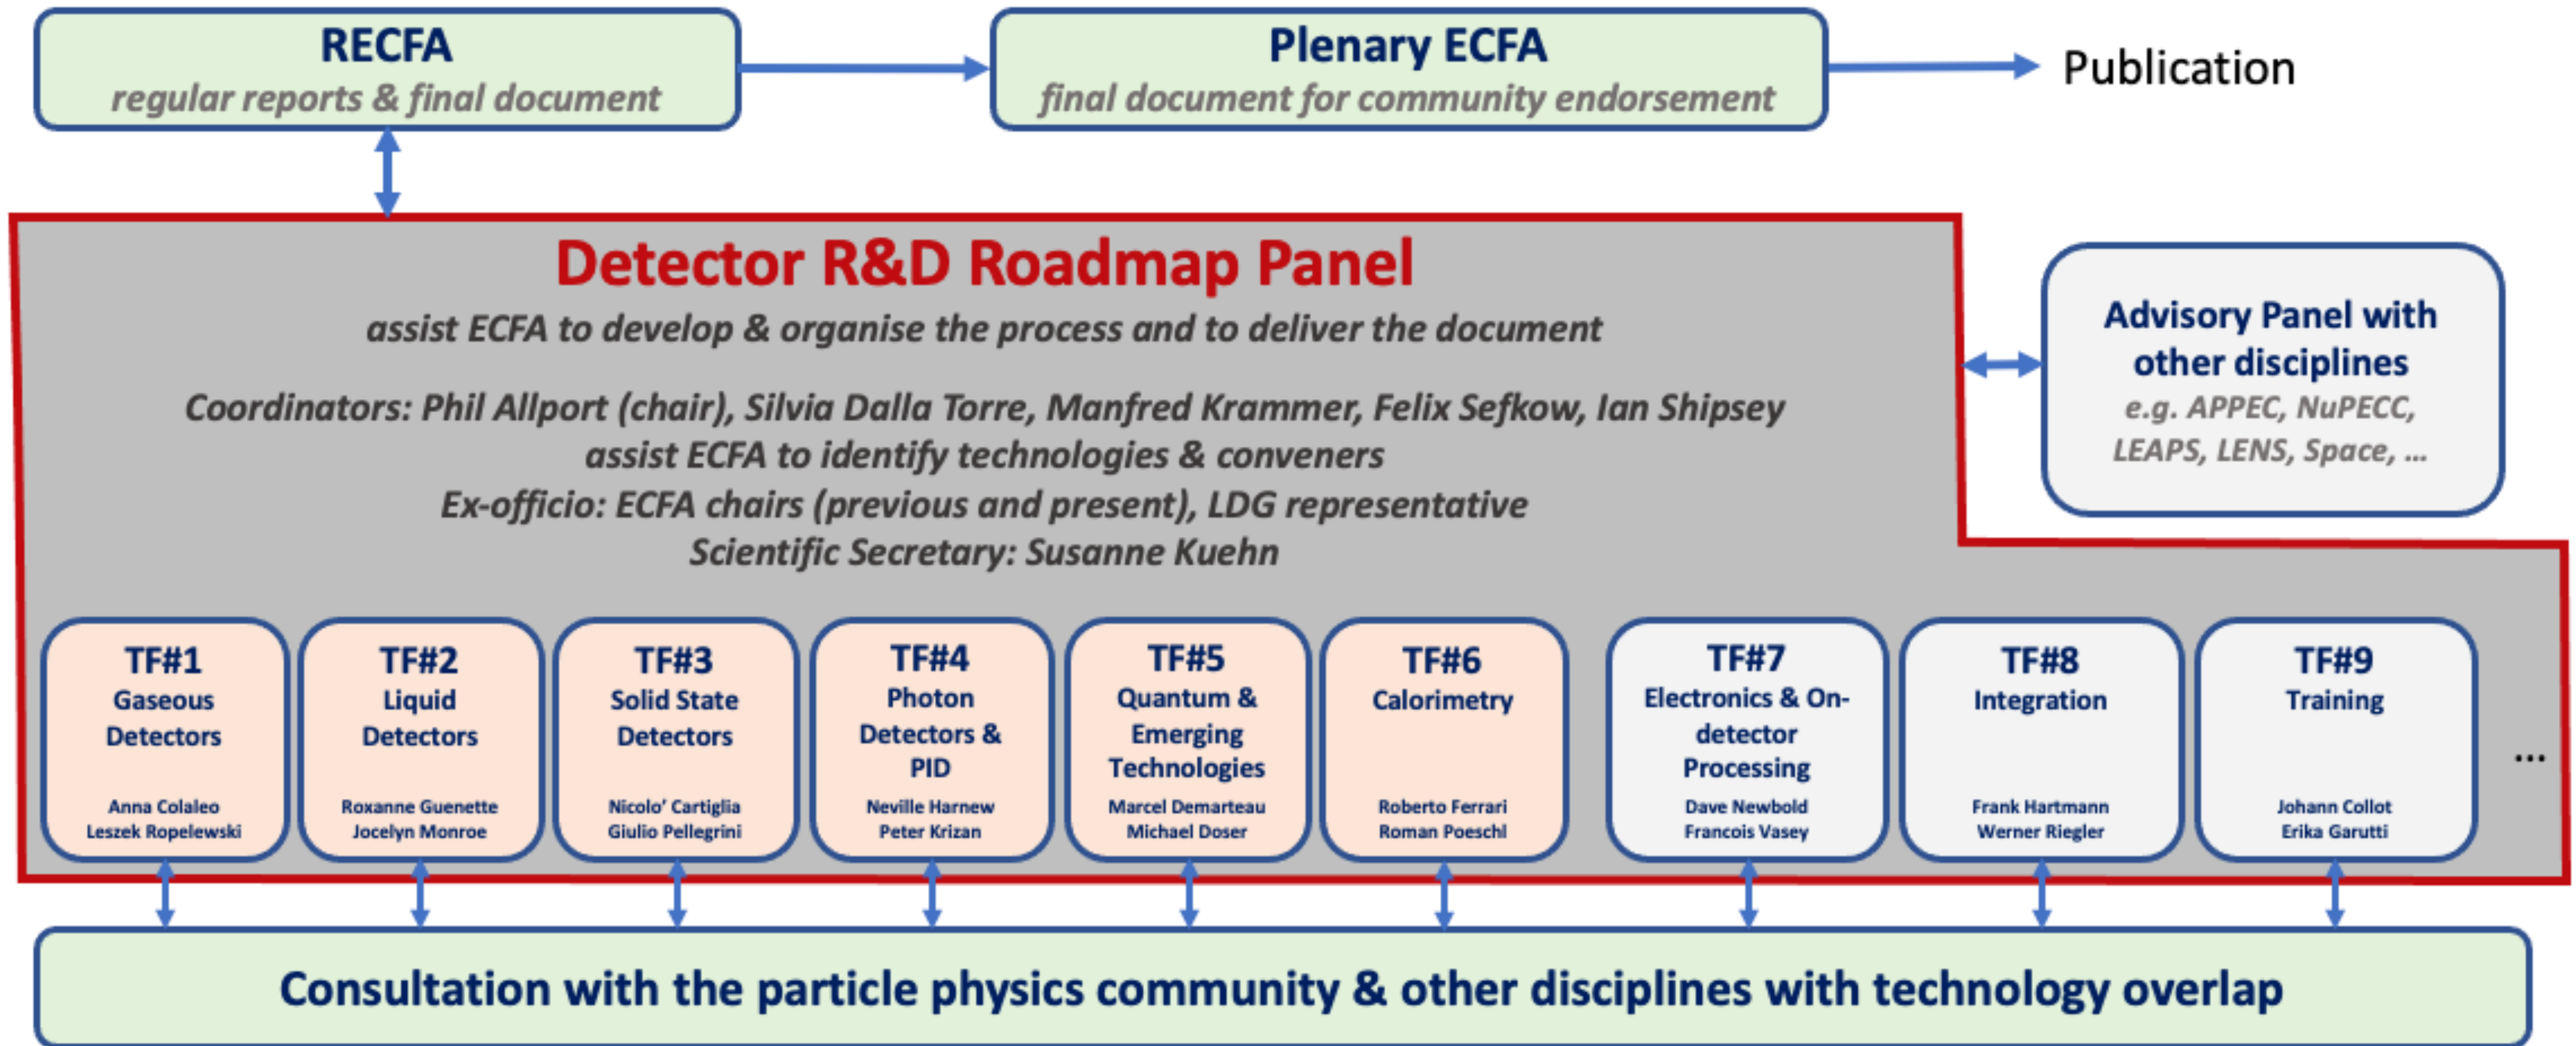 RECFA
regular reports & final document
Plenary ECFA
final document for community endorsement
Publication
Detector R&D Roadmap Panel
assist ECFA to develop & organise the process and to deliver the document
Coordinators: Phil Allport (chair), Silvia Dalla Torre, Manfred Krammer, Felix Sefkow, Ian Shipsey
assist ECFA to identify technologies & conveners
Ex-officio: ECFA chairs (previous and present), LDG representative
Scientific Secretary: Susanne Kuehn
Advisory Panel with
other disciplines
e.g. APPEC, NuPECC,
LEAPS, LENS, Space, ...
TF#1
Gaseous
Detectors
Anna Colaleo
Leszek Ropelewski
TF#2
Liquid
Detectors
Roxanne Guenette
Jocelyn Monroe
TF#3
Solid State
Detectors
Nicolo' Cartiglia
Giulio Pellegrini
TF#4
Photon
Detectors &
PID
Neville Harnew
Peter Krizan
TF#5
Quantum &
Emerging
Technologies
Marcel Demarteau
Michael Doser
TF#6
Calorimetry
Roberto Ferrari
Roman Poeschl
TF#7
Electronics & On-
detector
Processing
Dave Newbold
Francois Vasey
TF#8
Integration
Frank Hartmann
Werner Riegler
TF#9
Training
Johann Collot
Erika Garutti
...
Consultation with the particle physics community & other disciplines with technology overlap